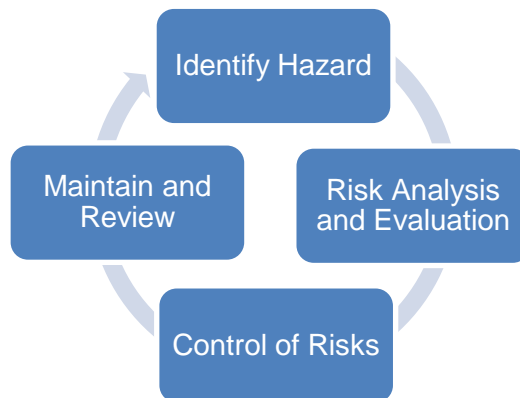 Identify Hazard
Risk Analysis
and Evaluation
Control of Risks
Maintain and
Review